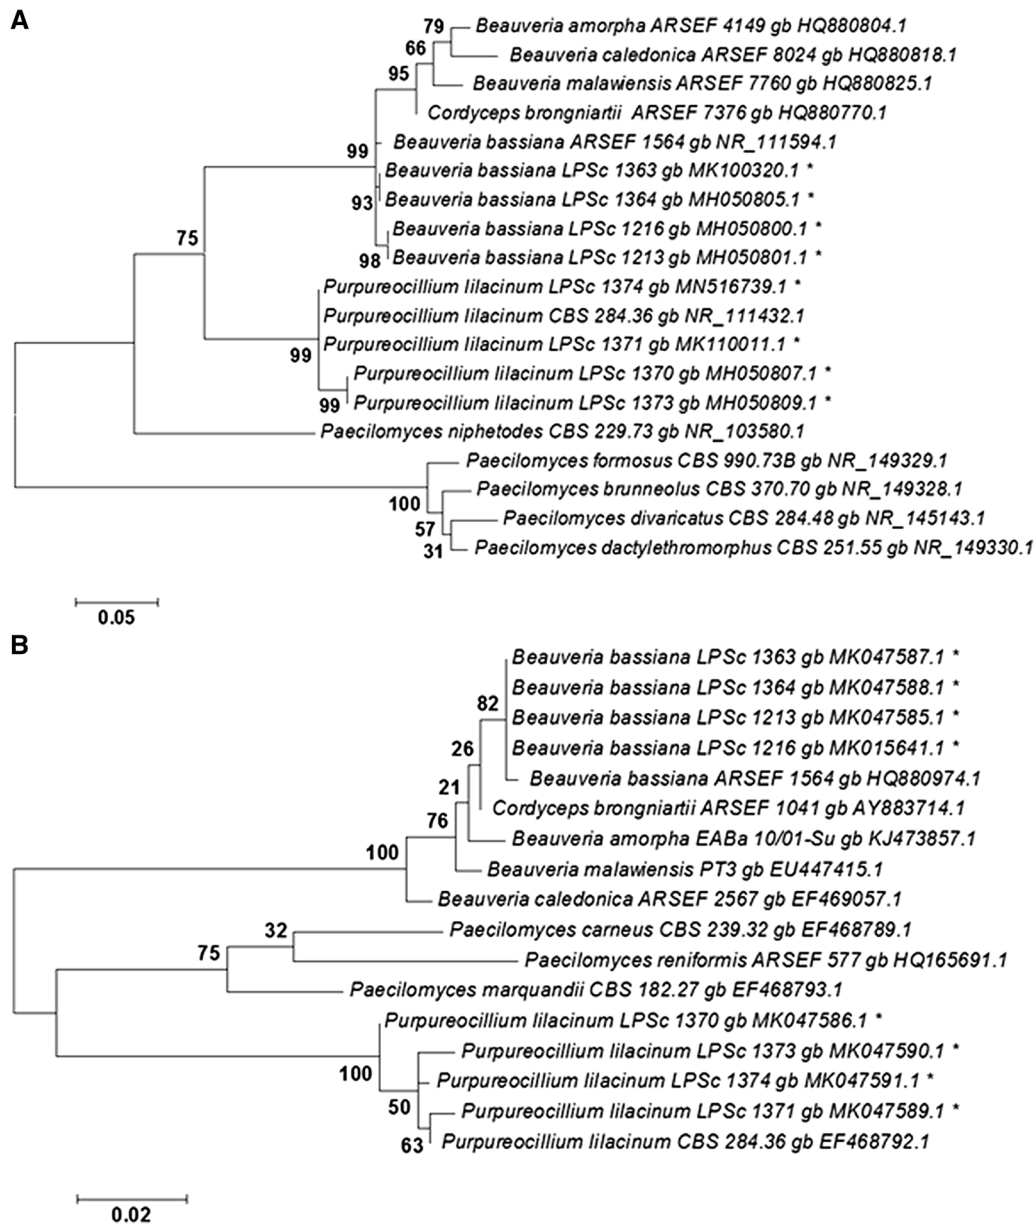 A
79 Beauveria amorpha ARSEF 4149 gb HQ880804.1
66 Beauveria caledonica ARSEF 8024 gb HQ880818.1
95 Beauveria malawiensis ARSEF 7760 gb HQ880825.1
Cordyceps brongniartii ARSEF 7376 gb HQ880770.1
99 Beauveria bassiana ARSEF 1564 gb NR_111594.1
Beauveria bassiana LPSc 1363 gb MK100320.1 *
93 Beauveria bassiana LPSc 1364 gb MH050805.1 *
75 Beauveria bassiana LPSc 1216 gb MH050800.1 *
98 Beauveria bassiana LPSc 1213 gb MH050801.1 *
Purpureocillium lilacinum LPSc 1374 gb MN516739.1 *
Purpureocillium lilacinum CBS 284.36 gb NR_111432.1
99 Purpureocillium lilacinum LPSc 1371 gb MK110011.1 *
Purpureocillium lilacinum LPSc 1370 gb MH050807.1 *
99 Purpureocillium lilacinum LPSc 1373 gb MH050809.1 *
Paecilomyces niphetodes CBS 229.73 gb NR_103580.1
Paecilomyces formosus CBS 990.73B gb NR_149329.1
100 Paecilomyces brunneolus CBS 370.70 gb NR_149328.1
57 Paecilomyces divaricatus CBS 284.48 gb NR_145143.1
31 Paecilomyces dactylethromorphus CBS 251.55 gb NR_149330.1
0.05
B
Beauveria bassiana LPSc 1363 gb MK047587.1 *
Beauveria bassiana LPSc 1364 gb MK047588.1 *
82 Beauveria bassiana LPSc 1213 gb MK047585.1 *
26 Beauveria bassiana LPSc 1216 gb MK015641.1 *
21 Beauveria bassiana ARSEF 1564 gb HQ880974.1
76 Cordyceps brongniartii ARSEF 1041 gb AY883714.1
Beauveria amorpha EABa 10/01-Su gb KJ473857.1
100 Beauveria malawiensis PT3 gb EU447415.1
Beauveria caledonica ARSEF 2567 gb EF469057.1
32 Paecilomyces carneus CBS 239.32 gb EF468789.1
75 Paecilomyces reniformis ARSEF 577 gb HQ165691.1
Paecilomyces marquandii CBS 182.27 gb EF468793.1
Purpureocillium lilacinum LPSc 1370 gb MK047586.1 *
Purpureocillium lilacinum LPSc 1373 gb MK047590.1 *
100 Purpureocillium lilacinum LPSc 1374 gb MK047591.1 *
50 Purpureocillium lilacinum LPSc 1371 gb MK047589.1 *
63 Purpureocillium lilacinum CBS 284.36 gb EF468792.1
0.02